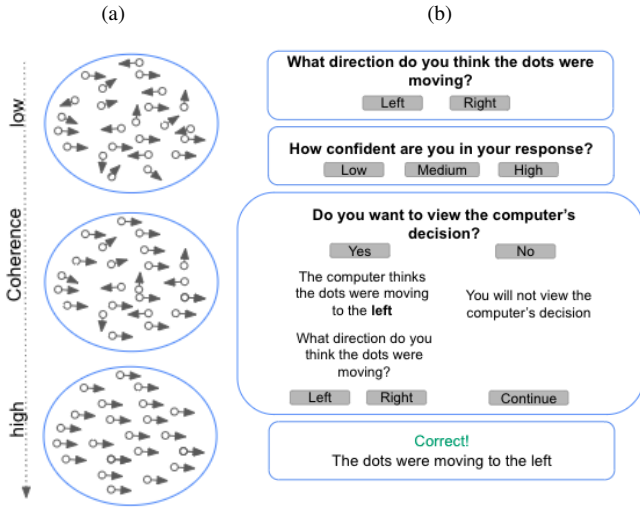 (a)
(b)
low
Coherence
high
What direction do you think the dots were
moving?
Left
Right
How confident are you in your response?
Low
Medium
High
Do you want to view the computer's
decision?
Yes
No
The computer thinks
the dots were moving
to the left
You will not view the
computer's decision
What direction do you
think the dots were
moving?
Left
Right
Continue
Correct!
The dots were moving to the left